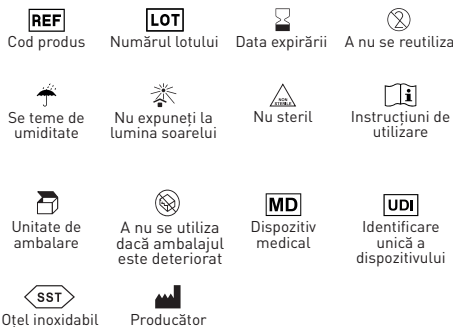 REF
LOT
Cod produs
Numărul lotului
Data expirării
A nu se reutiliza
NON STERILE
Se teme de
umiditate
Nu expuneți la
lumina soarelui
Nu steril
Instrucțiuni de
utilizare
MD
UDI
Unitate de
ambalare
A nu se utiliza
dacă ambalajul
este deteriorat
Dispozitiv
medical
Identificare
unică a
dispozitivului
SST
Oțel inoxidabil
Producător